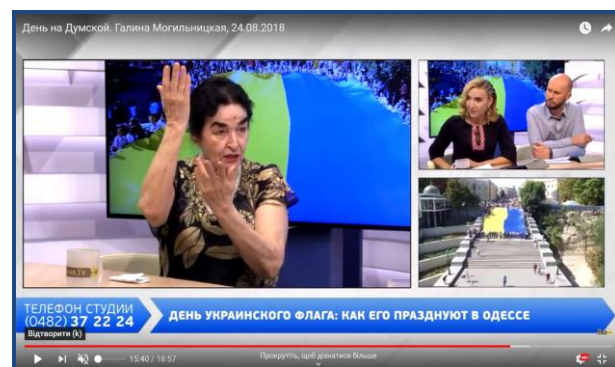 День на Думской. Галина Могильницкая, 24.08.2018
ТЕЛЕФОН СТУДИИ
(0482) 37 22 24
ДЕНЬ УКРАИНСКОГО ФЛАГА: КАК ЕГО ПРАЗДНУЮТ В ОДЕССЕ
Відтворити (k)
15:40 / 18:57
Прокрутіть, щоб дізнатися більше